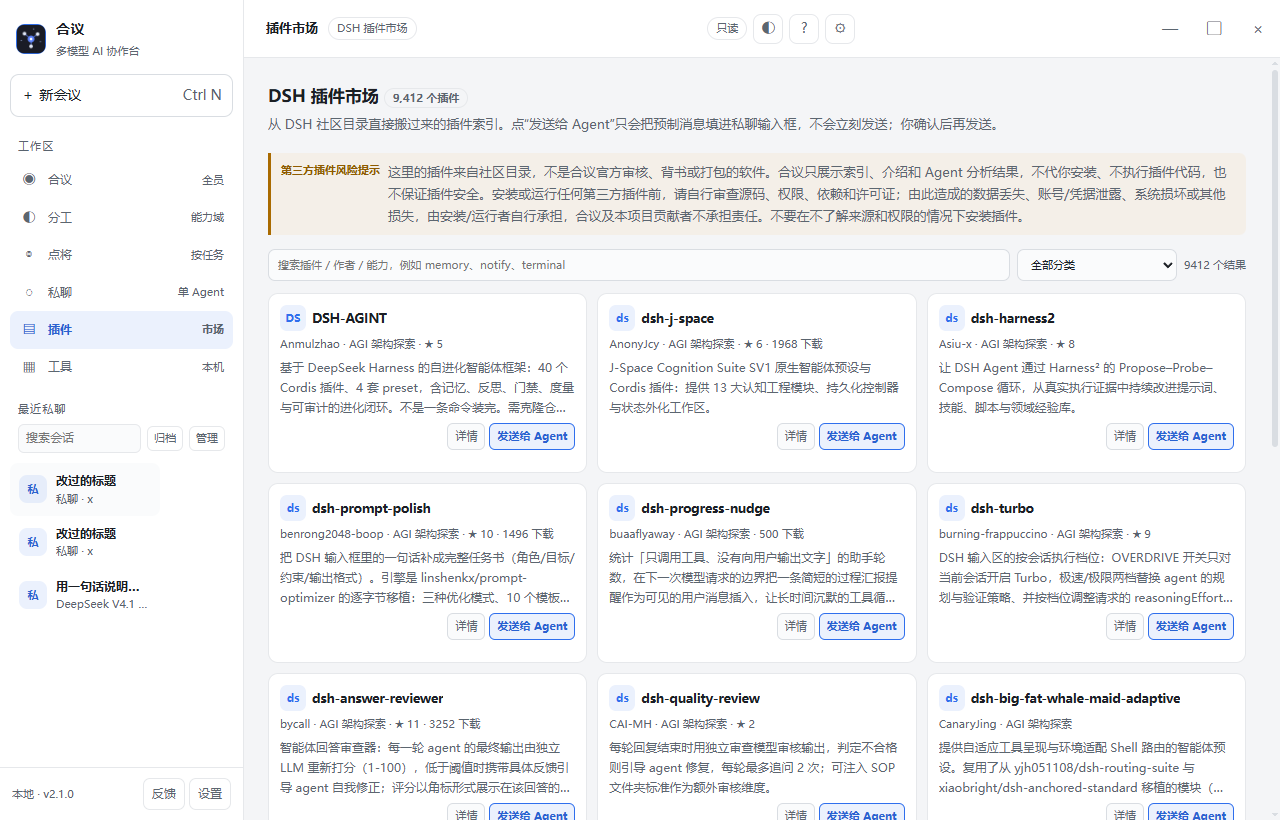 合议
多模型 AI 协作台
+ 新会议 Ctrl N
工作区
合议 全员
分工 能力域
点将 按任务
私聊 单 Agent
插件 市场
工具 本机
最近私聊
搜索会话 归档 管理
私 改过的标题
私聊 · x
私 改过的标题
私聊 · x
私 用一句话说明...
DeepSeek V4.1 ...
本地 · v2.1.0 反馈 设置
插件市场 DSH 插件市场 只读 ?
DSH 插件市场 9,412 个插件
从 DSH 社区目录直接搬过来的插件索引。点“发送给 Agent”只会把预制消息填进私聊输入框，不会立刻发送；你确认后再发送。
第三方插件风险提示 这里的插件来自社区目录，不是合议官方审核、背书或打包的软件。合议只展示索引、介绍和 Agent 分析结果，不代你安装、不执行插件代码，也
不保证插件安全。安装或运行任何第三方插件前，请自行审查源码、权限、依赖和许可证；由此造成的数据丢失、账号/凭据泄露、系统损坏或其他
损失，由安装/运行者自行承担，合议及本项目贡献者不承担责任。不要在不了解来源和权限的情况下安装插件。
搜索插件 / 作者 / 能力，例如 memory、notify、terminal 全部分类 9412 个结果
DS DSH-AGINT
Anmulzhao · AGI 架构探索 · ★ 5
基于 DeepSeek Harness 的自进化智能体框架：40 个
Cordis 插件、4 套 preset，含记忆、反思、门禁、度量
与可审计的进化闭环。不是一条命令装完。需克隆仓...
详情 发送给 Agent
ds dsh-j-space
AnonyJcy · AGI 架构探索 · ★ 6 · 1968 下载
J-Space Cognition Suite SV1 原生智能体预设与
Cordis 插件：提供 13 大认知工程模块、持久化控制器
与状态外化工作区。
详情 发送给 Agent
ds dsh-harness2
Asiu-x · AGI 架构探索 · ★ 8
让 DSH Agent 通过 Harness² 的 Propose–Probe–
Compose 循环，从真实执行证据中持续改进提示词、
技能、脚本与领域经验库。
详情 发送给 Agent
ds dsh-prompt-polish
benrong2048-boop · AGI 架构探索 · ★ 10 · 1496 下载
把 DSH 输入框里的一句话补成完整任务书（角色/目标/
约束/输出格式）。引擎是 linshenkx/prompt-
optimizer 的逐字节移植：三种优化模式、10 个模板...
详情 发送给 Agent
ds dsh-progress-nudge
buaaflyaway · AGI 架构探索 · 500 下载
统计「只调用工具、没有向用户输出文字」的助手轮
数，在下一次模型请求的边界把一条简短的过程汇报提
醒作为可见的用户消息插入，让长时间沉默的工具循...
详情 发送给 Agent
ds dsh-turbo
burning-frappuccino · AGI 架构探索 · ★ 9
DSH 输入区的按会话执行档位：OVERDRIVE 开关只对
当前会话开启 Turbo，极速/极限两档替换 agent 的规
划与验证策略、并按档位调整请求的 reasoningEffort...
详情 发送给 Agent
ds dsh-answer-reviewer
bycall · AGI 架构探索 · ★ 11 · 3252 下载
智能体回答审查器：每一轮 agent 的最终输出由独立
LLM 重新打分（1-100），低于阈值时携带具体反馈引
导 agent 自我修正；评分以角标形式展示在该回答的...
详情 发送给 Agent
ds dsh-quality-review
CAI-MH · AGI 架构探索 · ★ 2
每轮回复结束时用独立审查模型审核输出，判定不合格
则引导 agent 修复，每轮最多追问 2 次；可注入 SOP
文件夹标准作为额外审核维度。
详情 发送给 Agent
ds dsh-big-fat-whale-maid-adaptive
CanaryJing · AGI 架构探索
提供自适应工具呈现与环境适配 Shell 路由的智能体预
设。复用了从 yjh051108/dsh-routing-suite 与
xiaobright/dsh-anchored-standard 移植的模块（...
详情 发送给 Agent